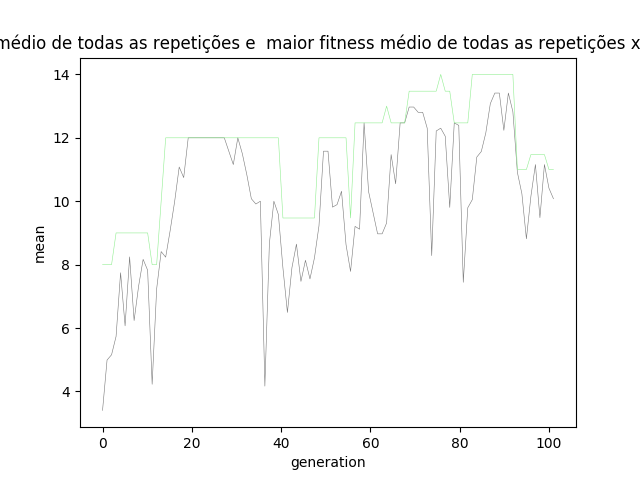 médio de todas as repetições e  maior fitness médio de todas as repetições x
14
12
10
8
6
4
mean
0 20 40 60 80 100
generation